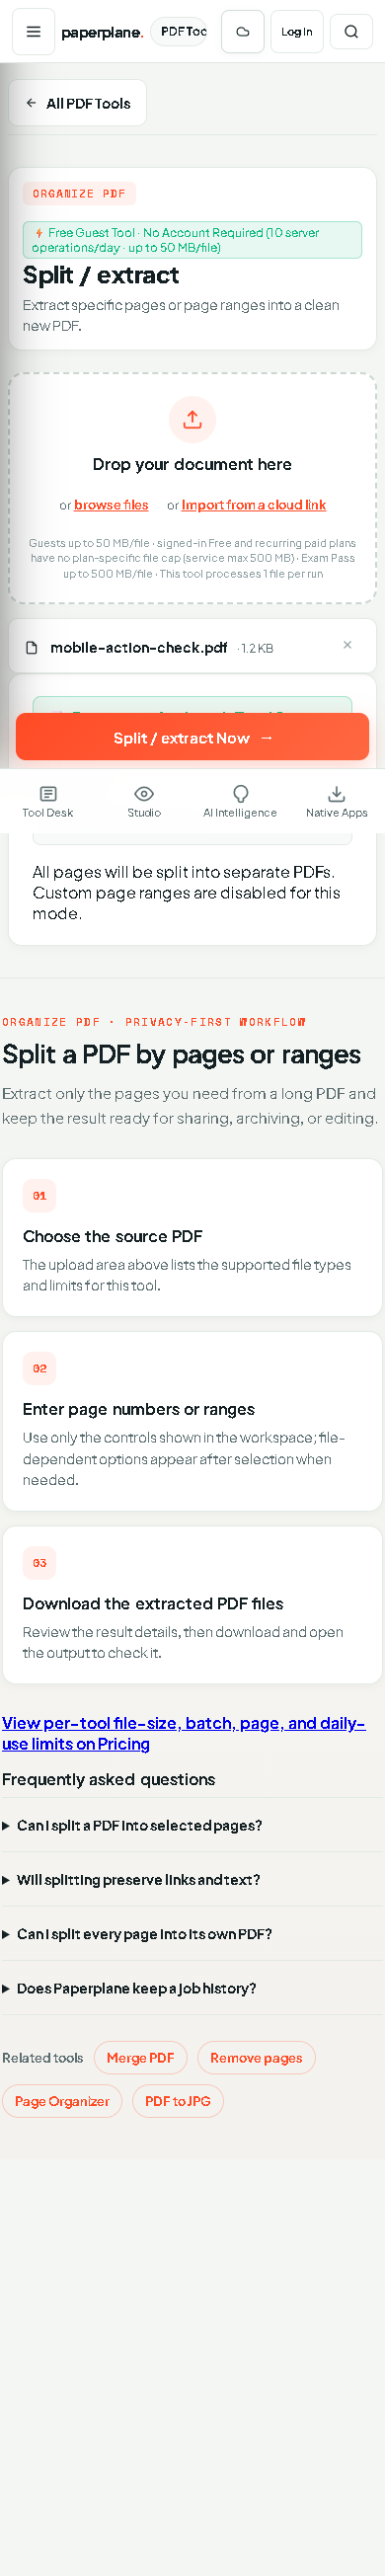 paperplane.
PDF Too
Log In
← All PDF Tools
ORGANIZE PDF
Free Guest Tool · No Account Required (10 server
operations/day · up to 50 MB/file)
Split / extract
Extract specific pages or page ranges into a clean
new PDF.
Drop your document here
or browse files or Import from a cloud link
Guests up to 50 MB/file · signed-in Free and recurring paid plans
have no plan-specific file cap (service max 500 MB) · Exam Pass
up to 500 MB/file · This tool processes 1 file per run
mobile-action-check.pdf · 1.2 KB ×
Split / extract Now →
Tool Desk
Studio
AI Intelligence
Native Apps
All pages will be split into separate PDFs.
Custom page ranges are disabled for this
mode.
ORGANIZE PDF · PRIVACY-FIRST WORKFLOW
Split a PDF by pages or ranges
Extract only the pages you need from a long PDF and
keep the result ready for sharing, archiving, or editing.
01
Choose the source PDF
The upload area above lists the supported file types
and limits for this tool.
02
Enter page numbers or ranges
Use only the controls shown in the workspace; file-
dependent options appear after selection when
needed.
03
Download the extracted PDF files
Review the result details, then download and open
the output to check it.
View per-tool file-size, batch, page, and daily-
use limits on Pricing
Frequently asked questions
Can I split a PDF into selected pages?
Will splitting preserve links and text?
Can I split every page into its own PDF?
Does Paperplane keep a job history?
Related tools
Merge PDF
Remove pages
Page Organizer
PDF to JPG